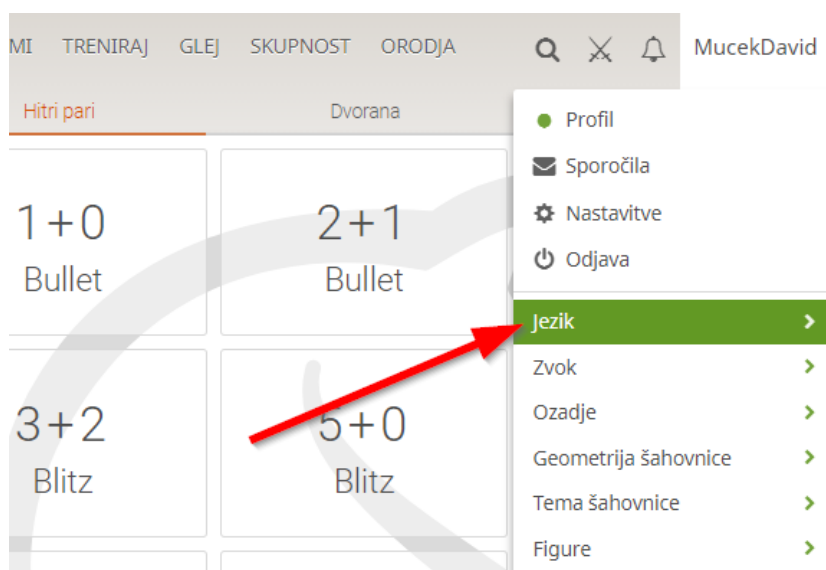 MI TRENIRAJ GLEJ SKUPNOST ORODJA MucekDavid
Hitri pari Dvorana
1+0
Bullet
2+1
Bullet
3+2
Blitz
5+0
Blitz
Profil
Sporočila
Nastavitve
Odjava
Jezik
Zvok
Ozadje
Geometrija šahovnice
Tema šahovnice
Figure